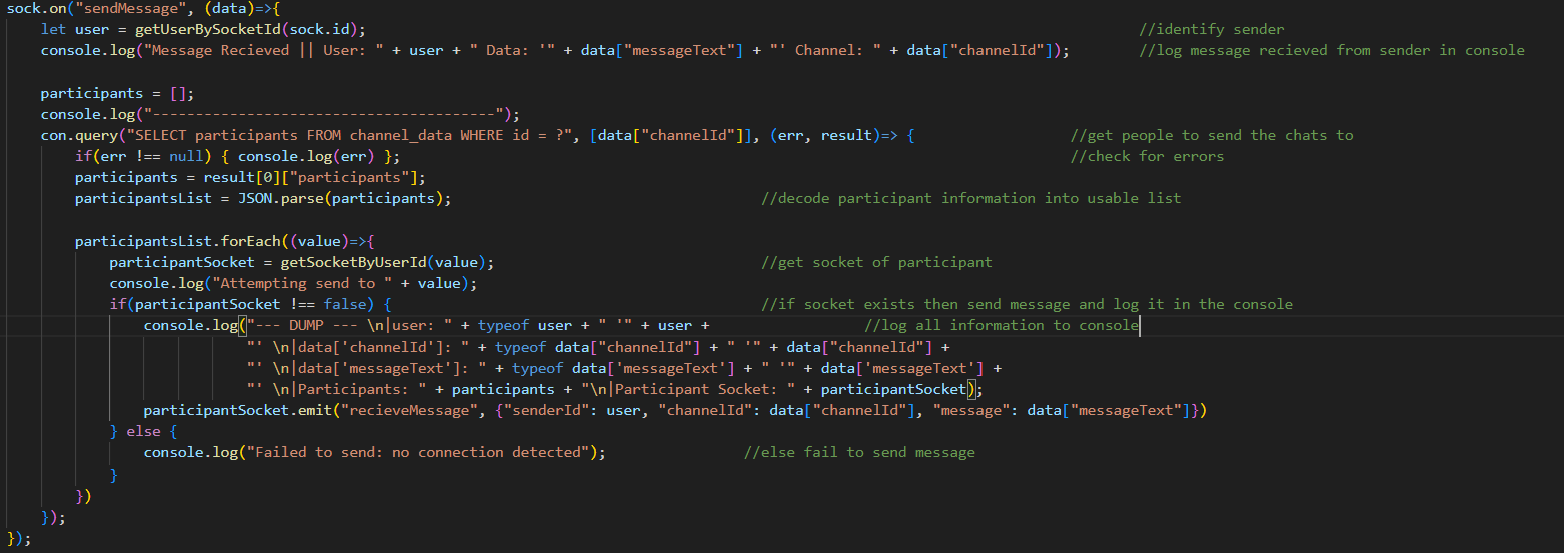 sock.on("sendMessage", (data)=>{
let user = getUserBySocketId(sock.id); //identify sender
console.log("Message Recieved || User: " + user + " Data: '" + data["messageText"] + "' Channel: " + data["channelId"]); //log message recieved from sender in console
participants = [];
console.log("----------------------------------------");
con.query("SELECT participants FROM channel_data WHERE id = ?", [data["channelId"]], (err, result)=> { //get people to send the chats to
if(err !== null) { console.log(err) }; //check for errors
participants = result[0]["participants"];
participantsList = JSON.parse(participants); //decode participant information into usable list
participantsList.forEach((value)=>{
participantSocket = getSocketByUserId(value); //get socket of participant
console.log("Attempting send to " + value);
if(participantSocket !== false) { //if socket exists then send message and log it in the console
console.log("--- DUMP --- \n|user: " + typeof user + " '" + user + //log all information to console
"' \n|data['channelId']: " + typeof data["channelId"] + " '" + data["channelId"] +
"' \n|data['messageText']: " + typeof data['messageText'] + " '" + data['messageText'] +
"' \n|Participants: " + participants + "\n|Participant Socket: " + participantSocket);
participantSocket.emit("recieveMessage", {"senderId": user, "channelId": data["channelId"], "message": data["messageText"]})
} else {
console.log("Failed to send: no connection detected"); //else fail to send message
}
})
});
});